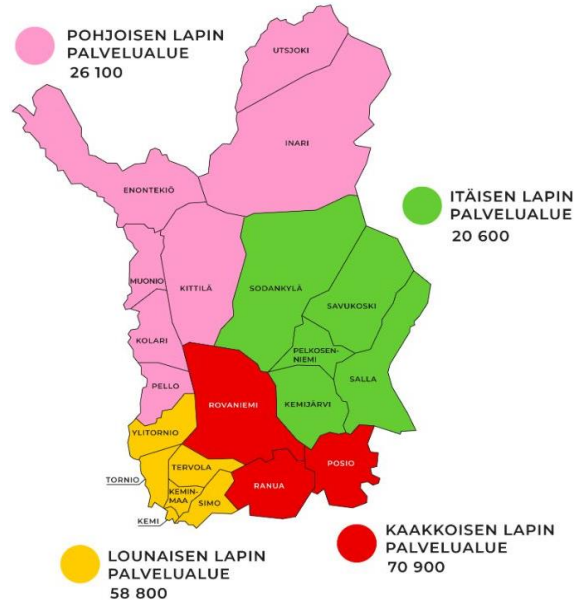 POHJOISEN LAPIN
PALVELUALUE
26 100
UTSJOKI
INARI
ENONTEKIÖ
ITÄISEN LAPIN
PALVELUALUE
20 600
MUONIO
KITTILÄ
SODANKYLÄ
SAVUKOSKI
KOLARI
PELKOSEN-
NIEMI
SALLA
PELLO
ROVANIEMI
KEMIJÄRVI
YLITORNIO
POSIO
TERVOLA
TORNIO
RANUA
KEMIN-
MAA
SIMO
KEMI
LOUNAISEN LAPIN
PALVELUALUE
58 800
KAAKKOISEN LAPIN
PALVELUALUE
70 900